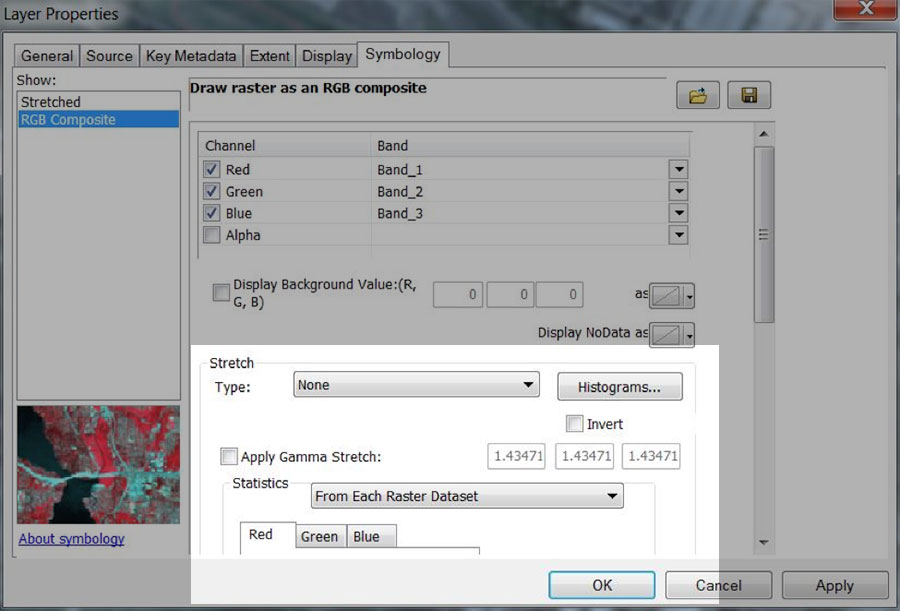 Layer Properties
General Source Key Metadata Extent Display Symbology
Show:
Stretched
RGB Composite
About symbology
Draw raster as an RGB composite
Channel Band
Red Band_1
Green Band_2
Blue Band_3
Alpha
Display Background Value:(R,
G, B)
0 0 0 as
Display NoData as
Stretch
Type: None Histograms...
Invert
Apply Gamma Stretch: 1.43471 1.43471 1.43471
Statistics
From Each Raster Dataset
Red Green Blue
OK Cancel Apply